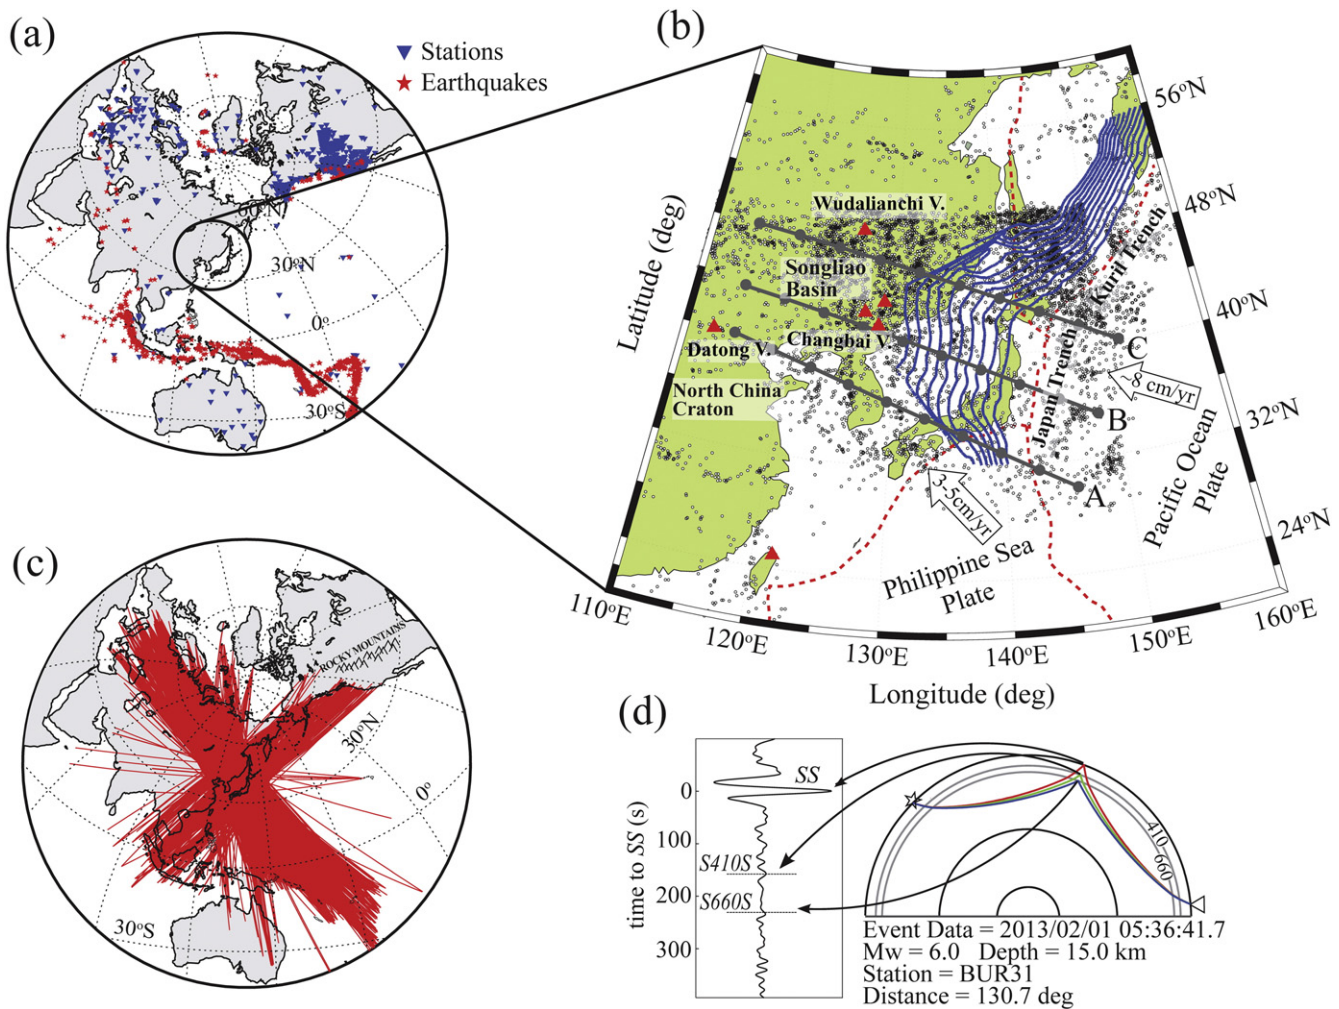 (a)
Stations
Earthquakes
60°N
30°N
0°
30°S
(b)
Latitude (deg)
56°N
48°N
40°N
32°N
24°N
Wudalianchi V.
Songliao
Basin
Changbai V.
Datong V.
North China
Craton
Kuril Trench
Japan Trench
C
B
A
~8 cm/yr
3-5cm/yr
Pacific Ocean
Plate
Philippine Sea
Plate
110°E
120°E
130°E
140°E
150°E
160°E
Longitude (deg)
(c)
ROCKY MOUNTAINS
30°N
0°
30°S
(d)
time to SS (s)
0
100
200
300
SS
S410S
S660S
410
660
Event Data = 2013/02/01 05:36:41.7
Mw = 6.0 Depth = 15.0 km
Station = BUR31
Distance = 130.7 deg